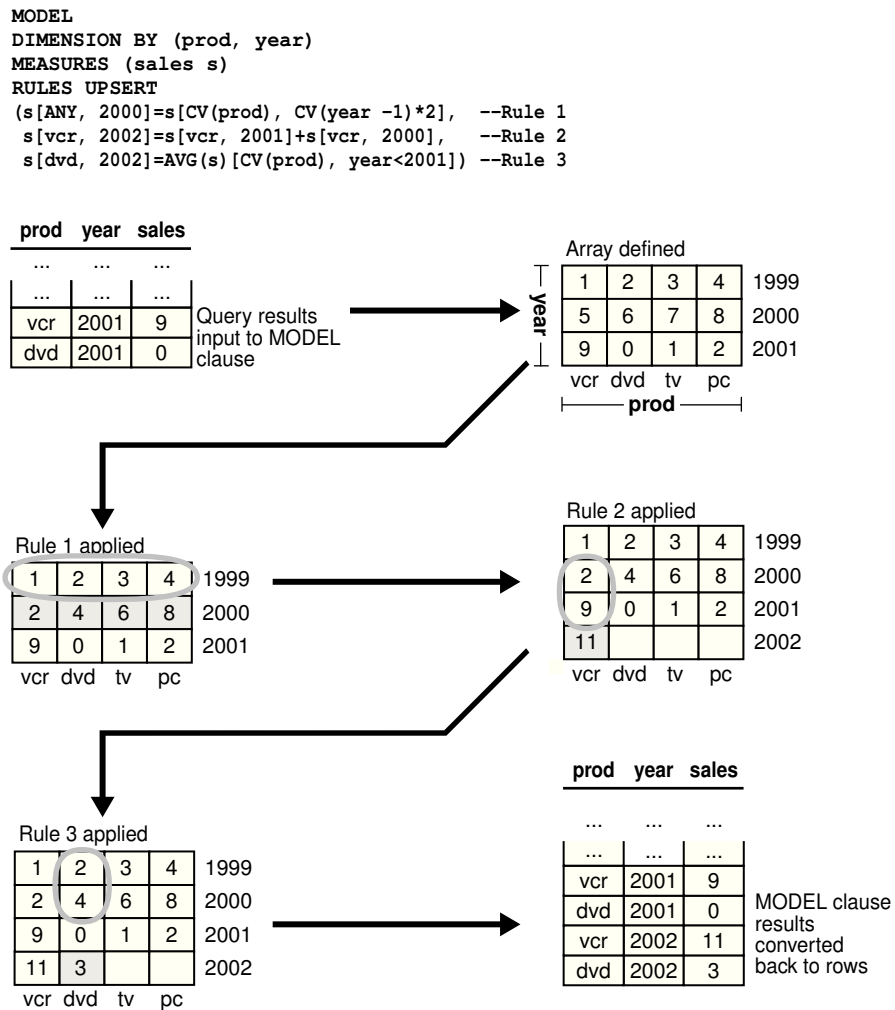 MODEL
DIMENSION BY (prod, year)
MEASURES (sales s)
RULES UPSERT
(s[ANY, 2000]=s[CV(prod), CV(year −1)*2], −−Rule 1
s[vcr, 2002]=s[vcr, 2001]+s[vcr, 2000], −−Rule 2
s[dvd, 2002]=AVG(s)[CV(prod), year<2001]) −−Rule 3
prod year sales
... ... ...
... ... ...
vcr 2001 9
dvd 2001 0
Query results
input to MODEL
clause
Array defined
year
1 2 3 4 1999
5 6 7 8 2000
9 0 1 2 2001
vcr dvd tv pc
prod
Rule 1 applied
1 2 3 4 1999
2 4 6 8 2000
9 0 1 2 2001
vcr dvd tv pc
Rule 2 applied
1 2 3 4 1999
2 4 6 8 2000
9 0 1 2 2001
11 2002
vcr dvd tv pc
Rule 3 applied
1 2 3 4 1999
2 4 6 8 2000
9 0 1 2 2001
11 3 2002
vcr dvd tv pc
prod year sales
... ... ...
... ... ...
vcr 2001 9
dvd 2001 0
vcr 2002 11
dvd 2002 3
MODEL clause
results
converted
back to rows